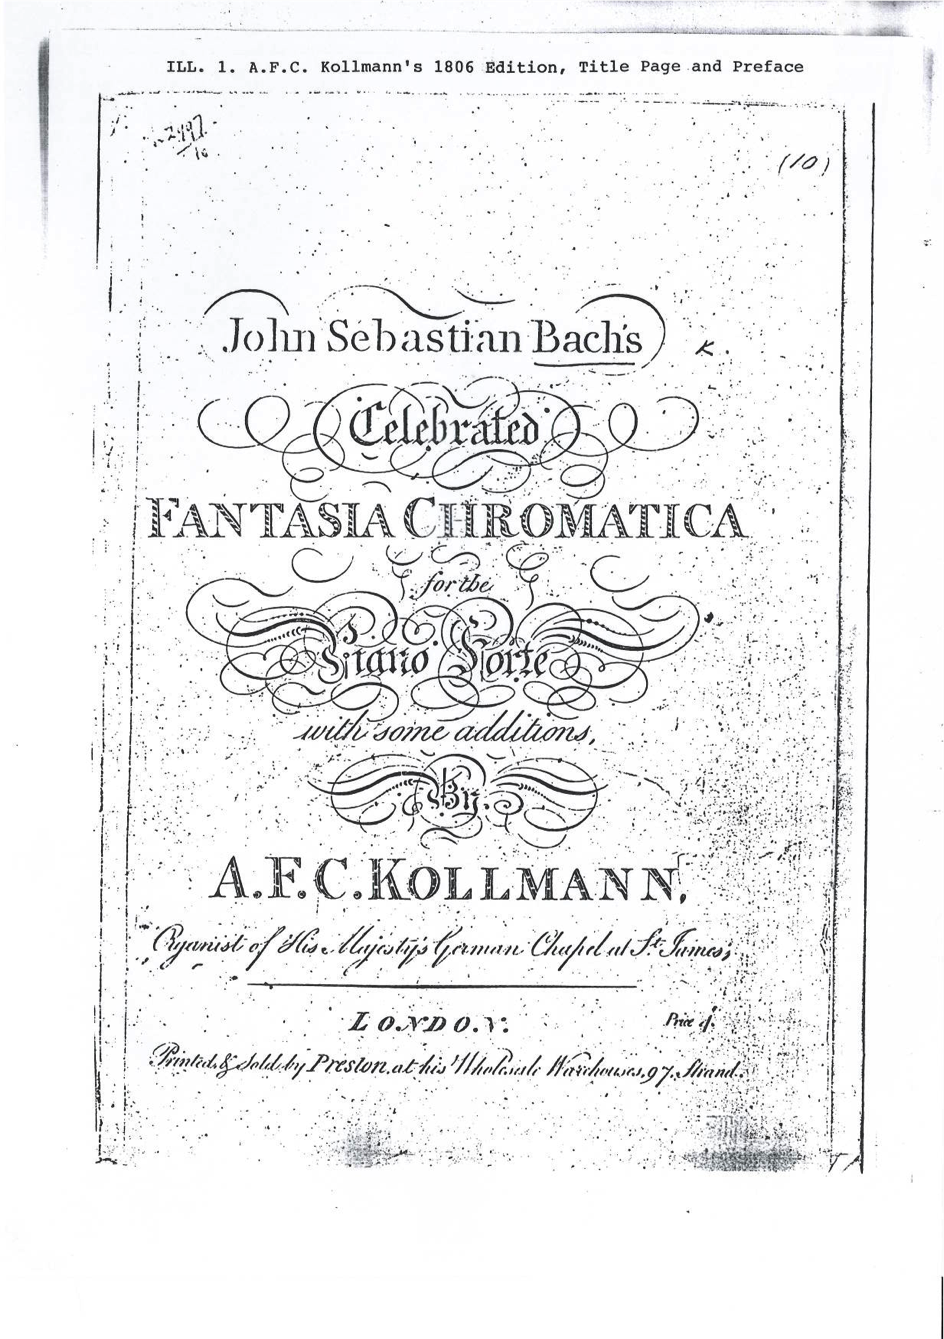 ILL. 1. A.F.C. Kollmann's 1806 Edition, Title Page and Preface
(10)
John Sebastian Bach's
K.
Celebrated
FANTASIA CHROMATICA
for the
Piano Forte
with some additions,
By
A.F.C. KOLLMANN,
Organist of His Majesty's German Chapel at St. James's
LONDON.
Price
Printed & Sold by Preston, at his Wholesale Warehouses, 97, Strand.